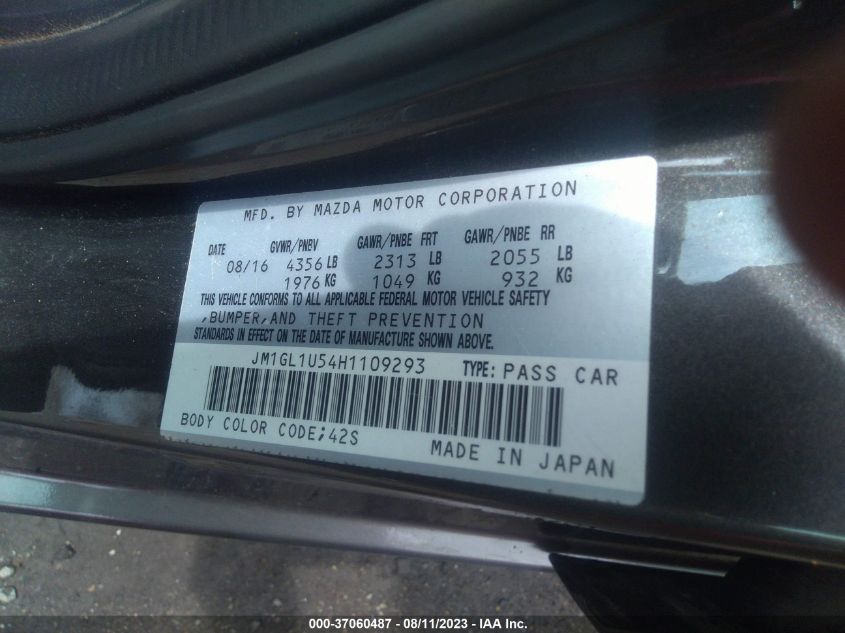 MFD. BY MAZDA MOTOR CORPORATION
DATE GVWR/PNBV GAWR/PNBE FRT GAWR/PNBE RR
08/16 4356 LB 2313 LB 2055 LB
1976 KG 1049 KG 932 KG
THIS VEHICLE CONFORMS TO ALL APPLICABLE FEDERAL MOTOR VEHICLE SAFETY
,BUMPER,AND THEFT PREVENTION
STANDARDS IN EFFECT ON THE DATE OF MANUFACTURE SHOWN ABOVE.
JM1GL1U54H1109293 TYPE: PASS CAR
BODY COLOR CODE;42S
MADE IN JAPAN
000-37060487 - 08/11/2023 - IAA Inc.